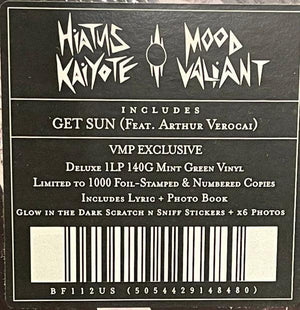 HIATUS MOOD
KAIYOTE VALIANT
INCLUDES
GET SUN (FEAT. ARTHUR VEROCAI)
VMP EXCLUSIVE
DELUXE 1LP 140G MINT GREEN VINYL
LIMITED TO 1000 FOIL-STAMPED & NUMBERED COPIES
INCLUDES LYRIC + PHOTO BOOK
GLOW IN THE DARK SCRATCH N SNIFF STICKERS + X6 PHOTOS
BF112US (5054429148480)